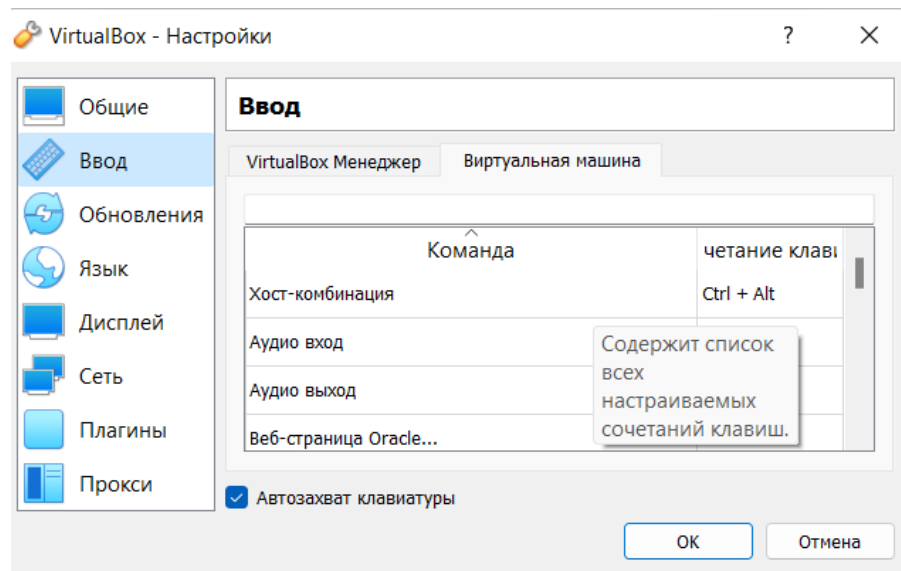 VirtualBox - Настройки
?
Общие
Ввод
Обновления
Язык
Дисплей
Сеть
Плагины
Прокси
Ввод
VirtualBox Менеджер
Виртуальная машина
Команда
четание клави
Хост-комбинация
Ctrl + Alt
Аудио вход
Аудио выход
Веб-страница Oracle...
Содержит список
всех
настраиваемых
сочетаний клавиш.
Автозахват клавиатуры
ОК
Отмена